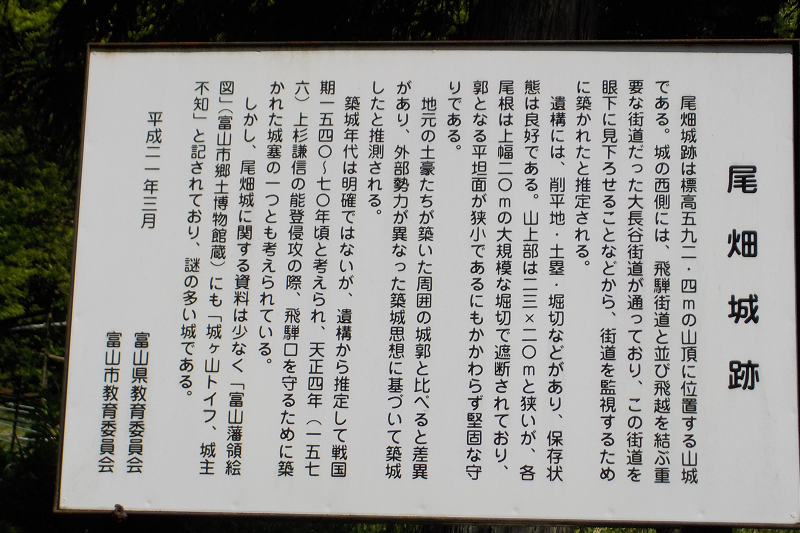 尾畑城跡
尾畑城跡は標高五九二・四mの山頂に位置する山城
である。城の西側には、飛騨街道と並び飛越を結ぶ重
要な街道だった大長谷街道が通っており、この街道を
眼下に見下ろせることなどから、街道を監視するため
に築かれたと推定される。
遺構には、削平地・土塁・堀切などがあり、保存状
態は良好である。山上部は二三×二〇mと狭いが、各
尾根は上幅二〇mの大規模な堀切で遮断されており、
郭となる平坦面が狭小であるにもかかわらず堅固な守
りである。
地元の土豪たちが築いた周囲の城郭と比べると差異
があり、外部勢力が異なった築城思想に基づいて築城
したと推測される。
築城年代は明確ではないが、遺構から推定して戦国
期一五四〇～七〇年頃と考えられ、天正四年（一五七
六）上杉謙信の能登侵攻の際、飛騨口を守るために築
かれた城塞の一つとも考えられている。
しかし、尾畑城に関する資料は少なく「富山藩領絵
図」（富山市郷土博物館蔵）にも「城ヶ山トイフ、城主
不知」と記されており、謎の多い城である。
平成二一年三月
富山県教育委員会
富山市教育委員会